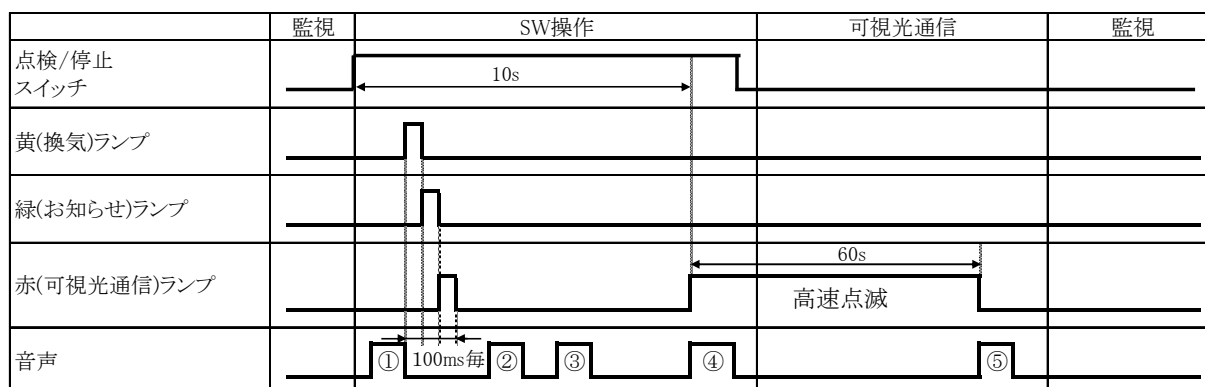 監視 SW操作 可視光通信 監視
点検/停止
スイッチ
10s
黄(換気)ランプ
緑(お知らせ)ランプ
60s
赤(可視光通信)ランプ
高速点滅
音声 ① 100ms毎 ② ③ ④ ⑤